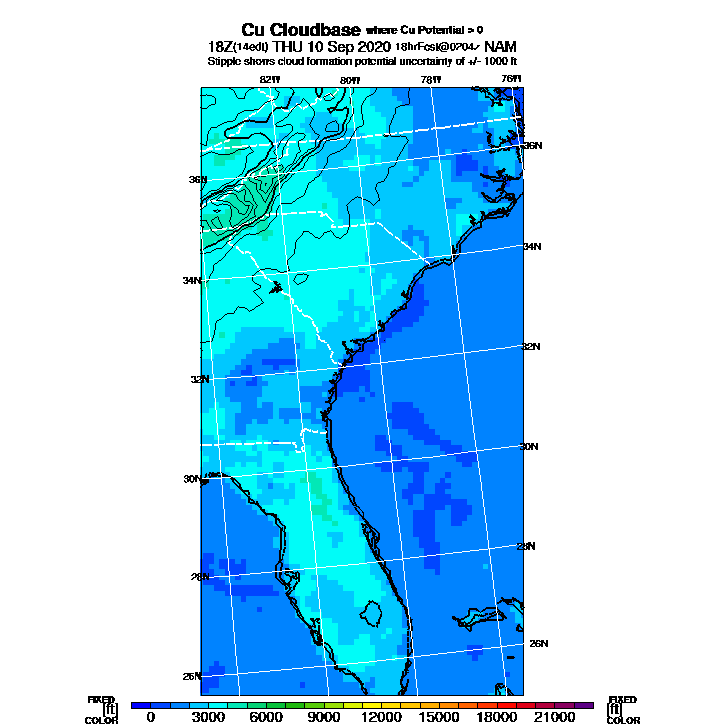 Cu Cloudbase where Cu Potential > 0
18Z(14edt) THU 10 Sep 2020 18hrFcst@0704z NAM
Stipple shows cloud formation potential uncertainty of +/- 1000 ft
82W 80W 78W 76W
36N
36N
34N
34N
32N
32N
30N
30N
28N
28N
26N
26N
FIXED FIXED
[ft] [ft]
COLOR COLOR
0 3000 6000 9000 12000 15000 18000 21000